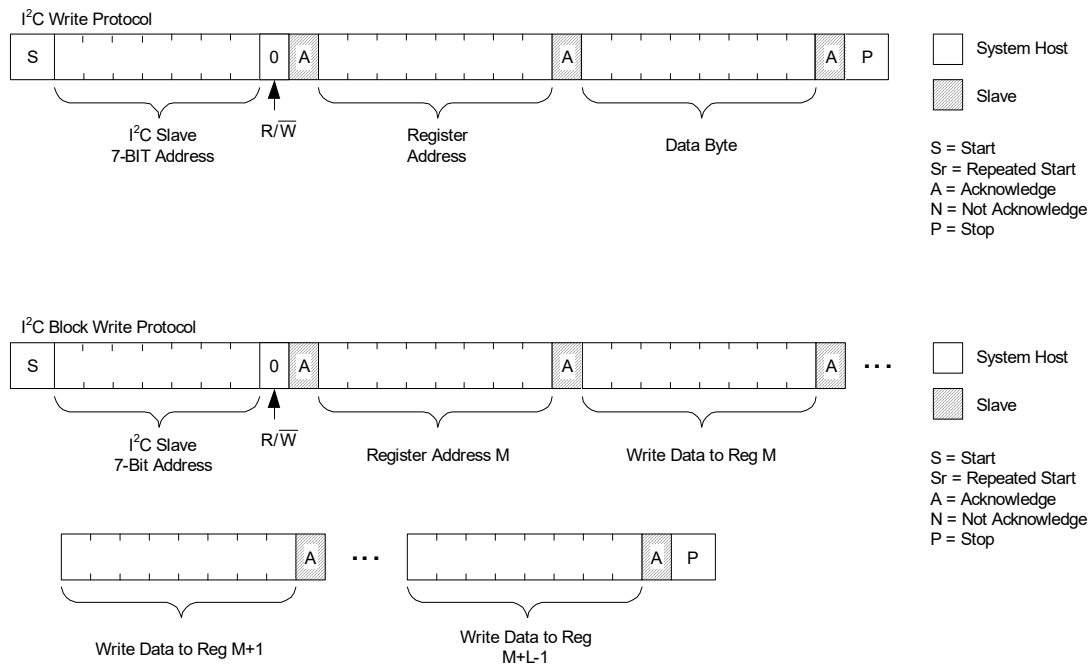 I²C Write Protocol
S 0 A A A P
I²C Slave
7-BIT Address
R/W̅
Register
Address
Data Byte
System Host
Slave
S = Start
Sr = Repeated Start
A = Acknowledge
N = Not Acknowledge
P = Stop
I²C Block Write Protocol
S 0 A A A ...
I²C Slave
7-Bit Address
R/W̅
Register Address M
Write Data to Reg M
System Host
Slave
S = Start
Sr = Repeated Start
A = Acknowledge
N = Not Acknowledge
P = Stop
A ... A P
Write Data to Reg M+1
Write Data to Reg
M+L-1